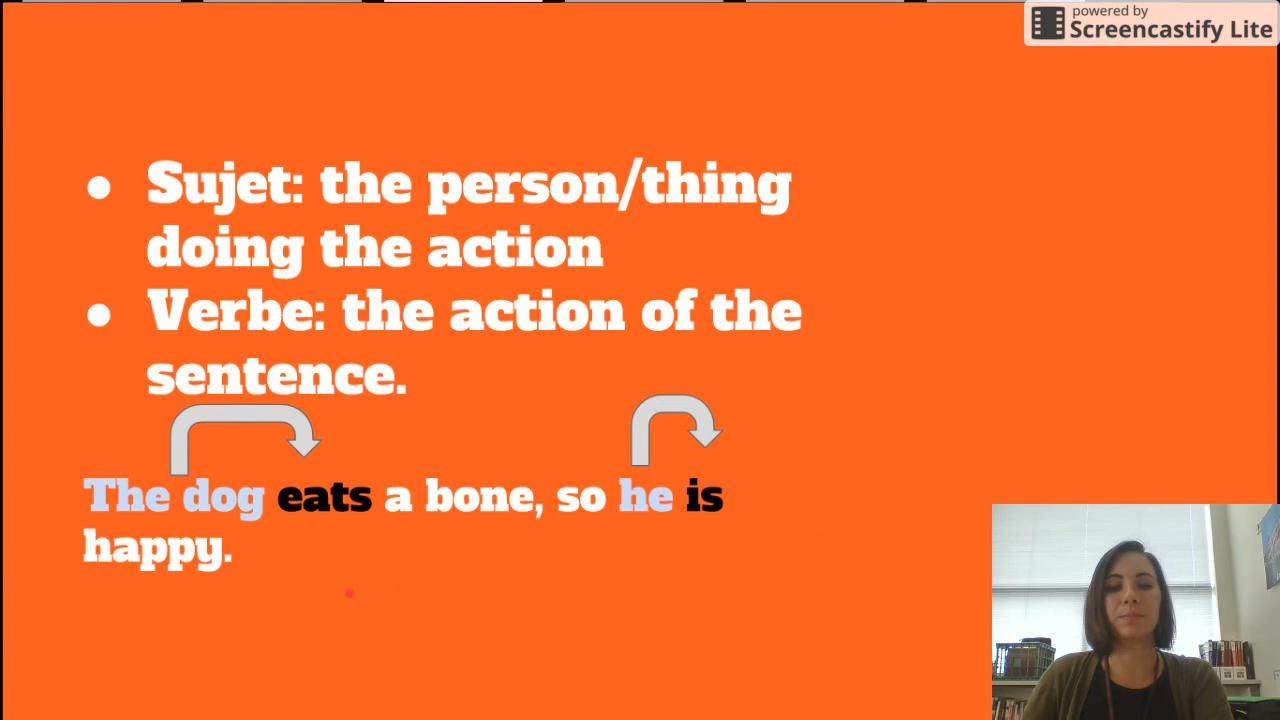 powered by
Screencastify Lite
● Sujet: the person/thing
doing the action
● Verbe: the action of the
sentence.
The dog eats a bone, so he is
happy.